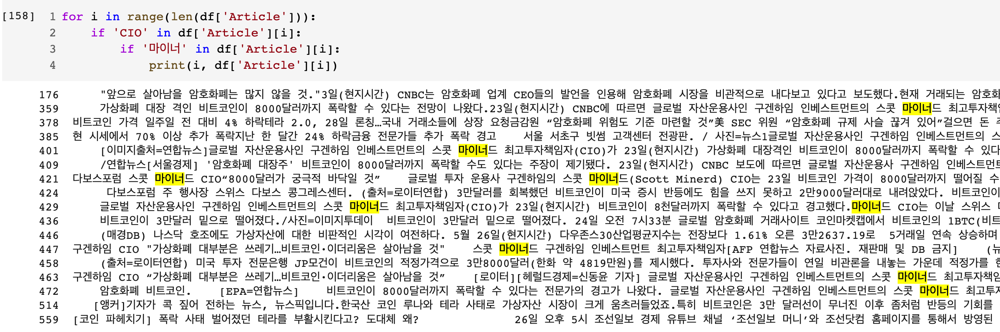 [158] 1 for i in range(len(df['Article'])):
2 if 'CIO' in df['Article'][i]:
3 if '마이너' in df['Article'][i]:
4 print(i, df['Article'][i])
176 "앞으로 살아남을 암호화폐는 많지 않을 것."3일(현지시간) CNBC는 암호화폐 업계 CEO들의 발언을 인용해 암호화폐 시장을 비관적으로 내다보고 있다고 보도했다.현재 거래되는 암호화
359 가상화폐 대장 격인 비트코인이 8000달러까지 폭락할 수 있다는 전망이 나왔다.23일(현지시간) CNBC에 따르면 글로벌 자산운용사인 구겐하임 인베스트먼트의 스콧 마이너드 최고투자책임
378 비트코인 가격 일주일 전 대비 4% 하락테라 2.0, 28일 론칭…국내 거래소들에 상장 요청금감원 “암호화폐 위험도 기준 마련할 것”美 SEC 위원 “암호화폐 규제 사슬 끊겨 있어”걸으면 돈 주
385 현 시세에서 70% 이상 추가 폭락지난 한 달간 24% 하락금융 전문가들 추가 폭락 경고 서울 서초구 빗썸 고객센터 전광판. / 사진=뉴스1글로벌 자산운용사인 구겐하임 인베스트먼트의 스
401 [이미지출처=연합뉴스]글로벌 자산운용사인 구겐하임 인베스트먼트의 스콧 마이너드 최고투자책임자(CIO)가 23일(현지시간) 가상화폐 대장격인 비트코인이 8000달러까지 폭락할 수 있다
409 /연합뉴스[서울경제] '암호화폐 대장주' 비트코인이 8000달러까지 폭락할 수도 있다는 주장이 제기됐다. 23일(현지시간) CNBC 보도에 따르면 글로벌 자산운용사 구겐하임 인베스트먼트
421 다보스포럼 스콧 마이너드 CIO“8000달러가 궁극적 바닥일 것” 글로벌 투자 운용사 구겐하임의 스콧 마이너드(Scott Minerd) CIO는 23일 비트코인 가격이 8000달러까지 떨어질 수
424 다보스포럼 주 행사장 스위스 다보스 콩그레스센터. (출처=로이터연합) 3만달러를 회복했던 비트코인이 미국 증시 반등에도 힘을 쓰지 못하고 2만9000달러대로 내려앉았다. 비트코인이
429 글로벌 자산운용사인 구겐하임 인베스트먼트의 스콧 마이너드 최고투자책임자(CIO)가 23일(현지시간) 비트코인이 8천달러까지 폭락할 수 있다고 경고했다.마이너드 CIO는 이날 스위스
436 비트코인이 3만달러 밑으로 떨어졌다./사진=이미지투데이 비트코인이 3만달러 밑으로 떨어졌다. 24일 오전 7시33분 글로벌 암호화폐 거래사이트 코인마켓캡에서 비트코인의 1BTC(비트
446 (매경DB) 나스닥 호조에도 가상자산에 대한 비판적인 시각이 여전하다. 5월 26일(현지시간) 다우존스30산업평균지수는 전장보다 1.61% 오른 3만2637.19로 5거래일 연속 상승하며
447 구겐하임 CIO "가상화폐 대부분은 쓰레기…비트코인·이더리움은 살아남을 것" 스콧 마이너드 구겐하임 인베스트먼트 최고투자책임자[AFP 연합뉴스 자료사진. 재판매 및 DB 금지] (뉴
458 (출처=로이터연합) 미국 투자 전문은행 JP모건이 비트코인의 적정가격으로 3만8000달러(한화 약 4819만원)를 제시했다. 투자사와 전문가들이 연일 비관론을 내놓는 가운데 적정가를 현
463 구겐하임 CIO “가상화폐 대부분은 쓰레기…비트코인·이더리움은 살아남을 것” [로이터][헤럴드경제=신동윤 기자] 글로벌 자산운용사인 구겐하임 인베스트먼트의 스콧 마이너드 최고투자책임
472 암호화폐 비트코인. [EPA=연합뉴스] 비트코인이 8000달러까지 폭락할 수 있다는 전문가의 경고가 나왔다. 글로벌 자산운용사인 구겐하임 인베스트먼트의 스콧 마이너드 최고투자
514 [앵커]기자가 콕 짚어 전하는 뉴스, 뉴스픽입니다.한국산 코인 루나와 테라 사태로 가상자산 시장이 크게 움츠러들었죠.특히 비트코인은 3만 달러선이 무너진 이후 좀처럼 반등의 기회를
559 [코인 파헤치기] 폭락 사태 벌어졌던 테라를 부활시킨다고? 도대체 왜? 26일 오후 5시 조선일보 경제 유튜브 채널 ‘조선일보 머니’와 조선닷컴 홈페이지를 통해서 방영된